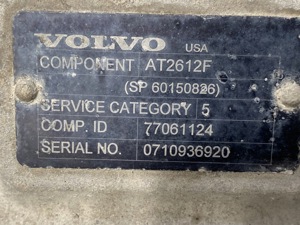 VOLVO USA
COMPONENT AT2612F
(SP 60150826)
SERVICE CATEGORY 5
COMP. ID 77061124
SERIAL NO. 0710936920